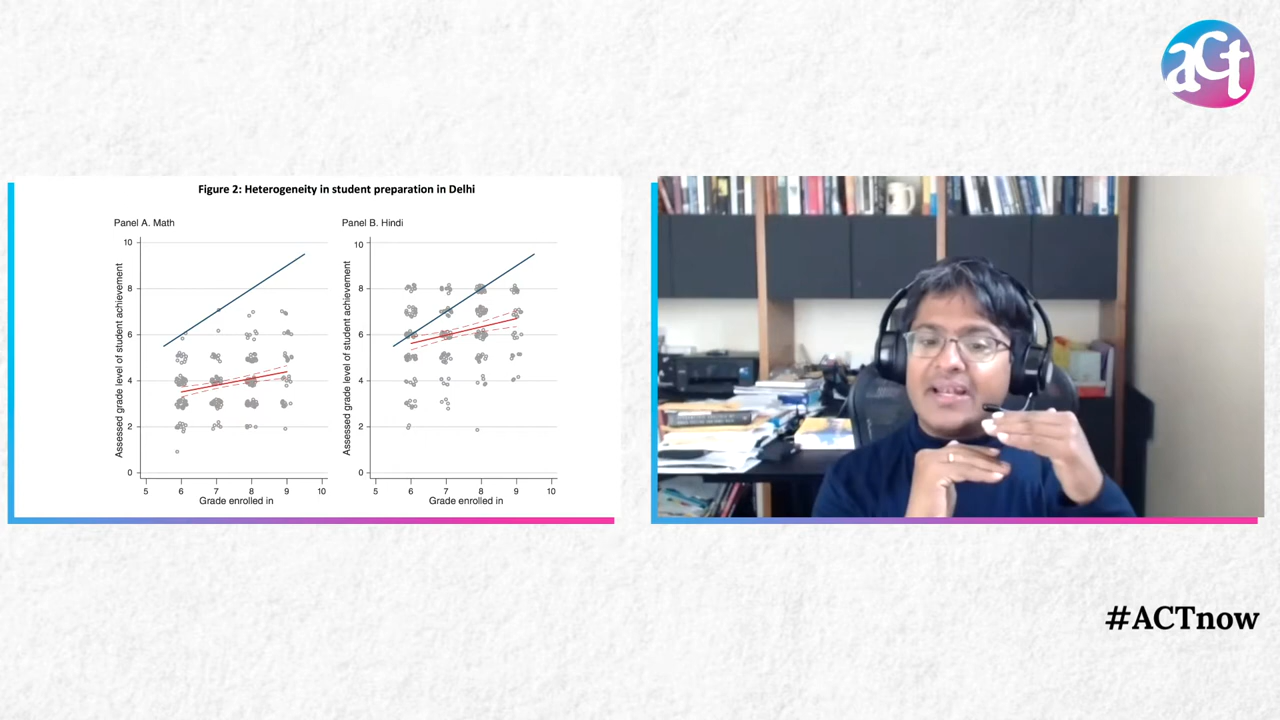 act
Figure 2: Heterogeneity in student preparation in Delhi
Panel A. Math
Panel B. Hindi
Assessed grade level of student achievement
10
8
6
4
2
0
5 6 7 8 9 10
Grade enrolled in
Assessed grade level of student achievement
10
8
6
4
2
0
5 6 7 8 9 10
Grade enrolled in
#ACTnow